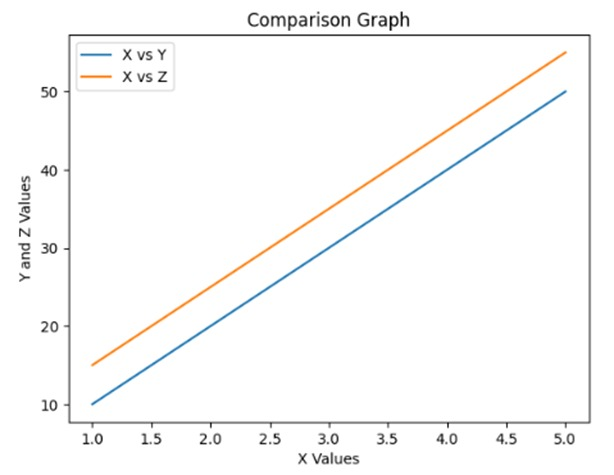 Comparison Graph
X vs Y
X vs Z
Y and Z Values
50
40
30
20
10
1.0 1.5 2.0 2.5 3.0 3.5 4.0 4.5 5.0
X Values